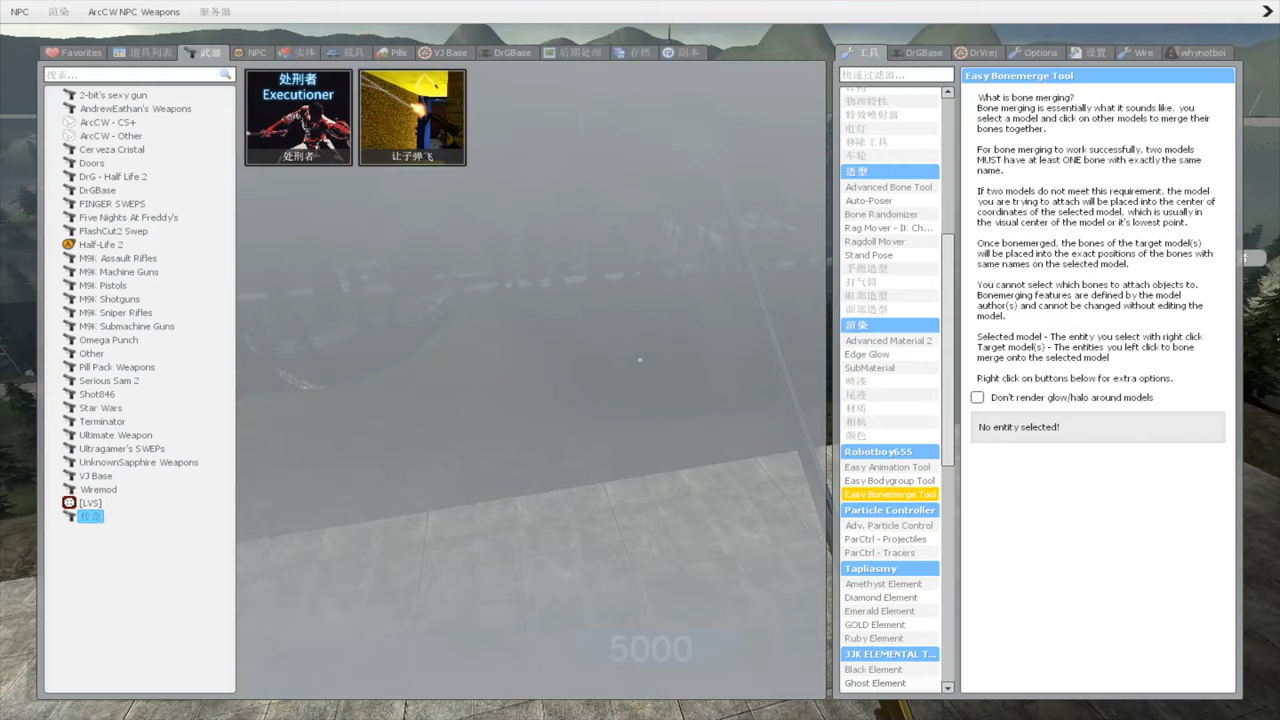 NPC 渲染 ArcCW NPC Weapons 服务器
Favorites 道具列表 武器 NPC 实体 载具 Pills VJ Base DrGBase 后期处理 存档 副本
工具 DrGBase DrVrej Options 设置 Wire whynotboi
搜索...
2-bit's sexy gun
AndrewEathan's Weapons
ArcCW - CS+
ArcCW - Other
Cerveza Cristal
Doors
DrG - Half Life 2
DrGBase
FINGER SWEPS
Five Nights At Freddy's
FlashCut2 Swep
Half-Life 2
M9K Assault Rifles
M9K Machine Guns
M9K Pistols
M9K Shotguns
M9K Sniper Rifles
M9K Submachine Guns
Omega Punch
Other
Pill Pack Weapons
Serious Sam 2
Shot846
Star Wars
Terminator
Ultimate Weapon
Ultragamer's SWEPs
UnknownSapphire Weapons
VJ Base
Wiremod
[LVS]
传奇
处刑者
Executioner
处刑者
让子弹飞
5000
快速过滤器...
物理特性
特效喷射器
电灯
移除工具
车轮
造型
Advanced Bone Tool
Auto-Poser
Bone Randomizer
Rag Mover - IK Ch...
Ragdoll Mover
Stand Pose
手指造型
打气筒
眼部造型
面部造型
渲染
Advanced Material 2
Edge Glow
SubMaterial
喷漆
尾迹
材质
相机
颜色
Robotboy655
Easy Animation Tool
Easy Bodygroup Tool
Easy Bonemerge Tool
Particle Controller
Adv. Particle Control
ParCtrl - Projectiles
ParCtrl - Tracers
Tapliasmy
Amethyst Element
Diamond Element
Emerald Element
GOLD Element
Ruby Element
JJK ELEMENTAL T...
Black Element
Ghost Element
Easy Bonemerge Tool
What is bone merging?
Bone merging is essentially what it sounds like, you
select a model and click on other models to merge their
bones together.
For bone merging to work successfully, two models
MUST have at least ONE bone with exactly the same
name.
If two models do not meet this requirement, the model
you are trying to attach will be placed into the center of
coordinates of the selected model, which is usually in
the visual center of the model or it's lowest point.
Once bonemerged, the bones of the target model(s)
will be placed into the exact positions of the bones with
same names on the selected model.
You cannot select which bones to attach objects to.
Bonemerging features are defined by the model
author(s) and cannot be changed without editing the
model.
Selected model - The entity you select with right click
Target model(s) - The entities you left click to bone
merge onto the selected model
Right click on buttons below for extra options.
Don't render glow/halo around models
No entity selected!